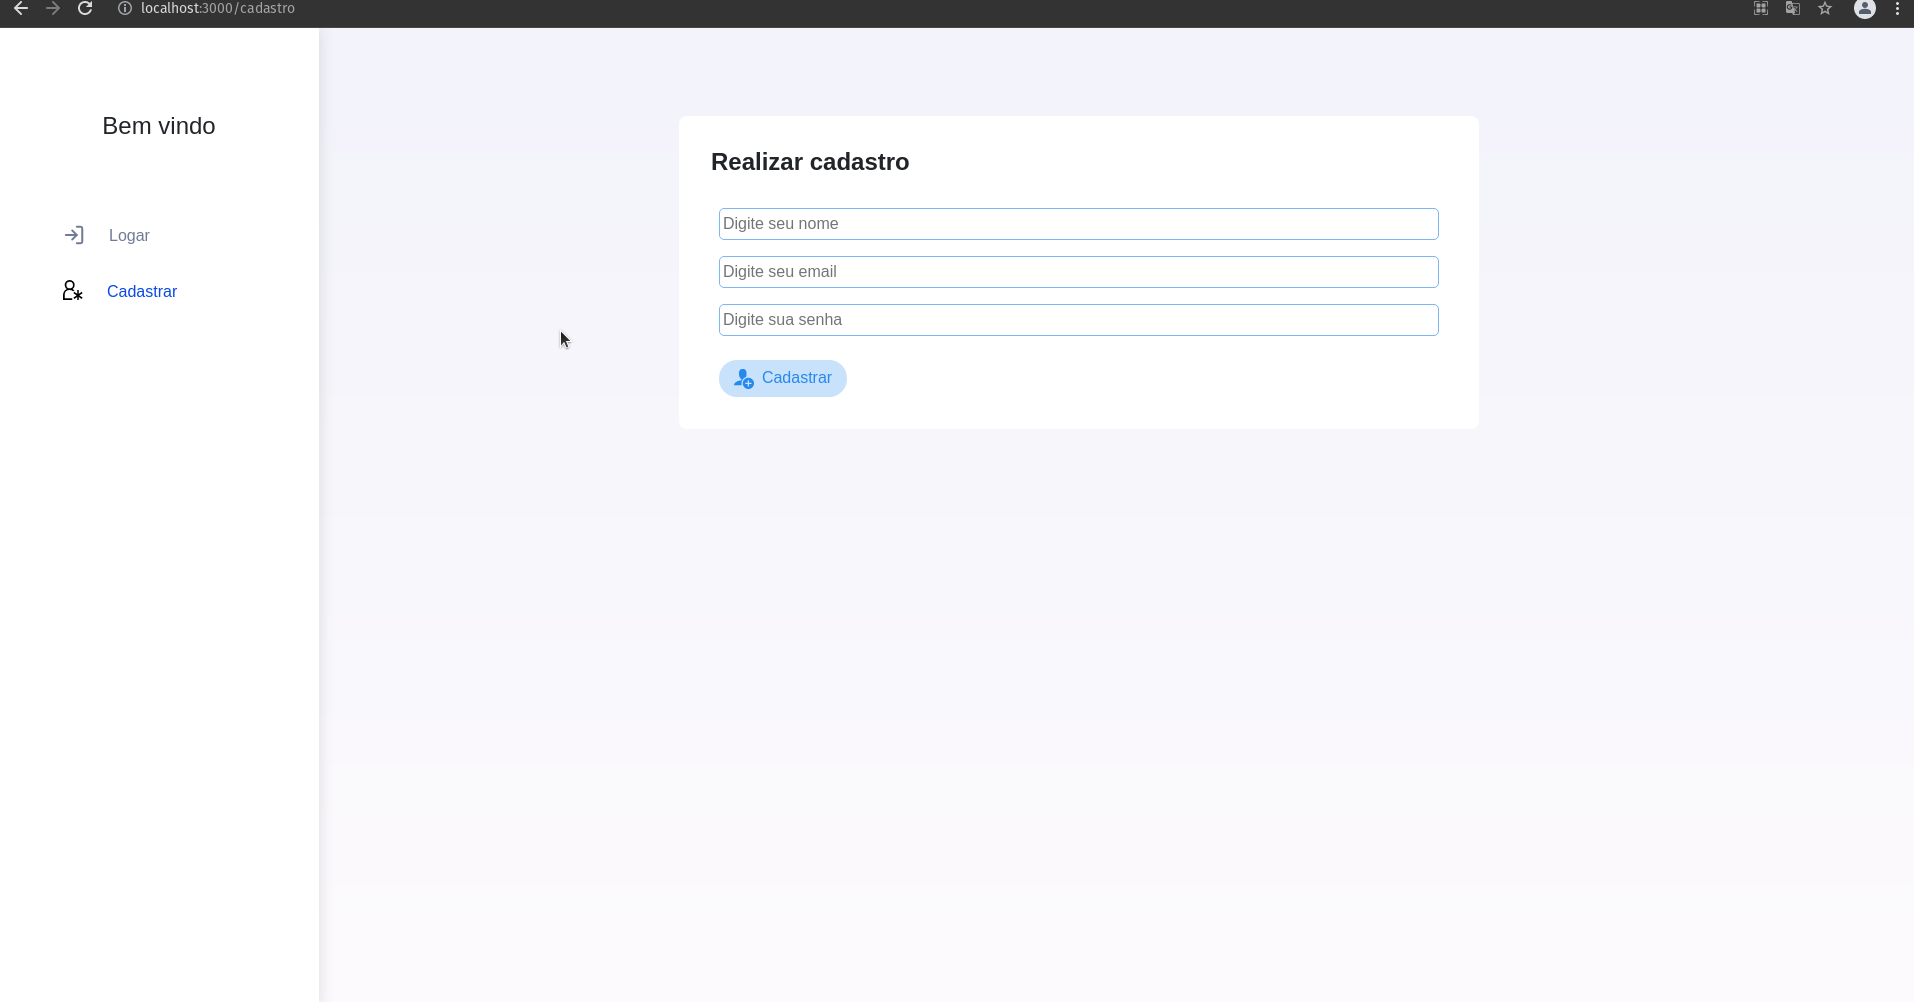 localhost:3000/cadastro
Bem vindo
Logar
Cadastrar
Realizar cadastro
Digite seu nome
Digite seu email
Digite sua senha
Cadastrar